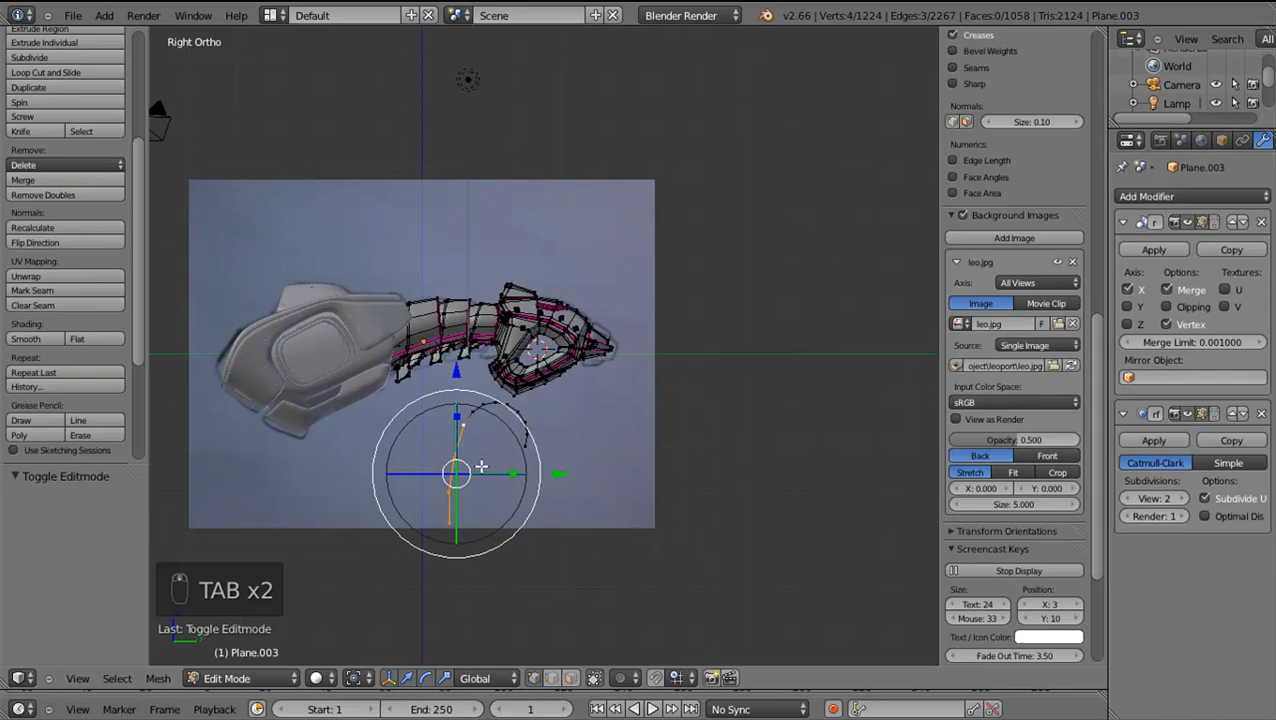 File Add Render Window Help Default Scene Blender Render v2.66 | Verts:4/1224 | Edges:3/2267 | Faces:0/1058 | Tris:2124 | Plane.003
Right Ortho
Extrude Region
Extrude Individual
Subdivide
Loop Cut and Slide
Duplicate
Spin
Screw
Knife Select
Remove:
Delete
Merge
Remove Doubles
Normals:
Recalculate
Flip Direction
UV Mapping:
Unwrap
Mark Seam
Clear Seam
Shading:
Smooth Flat
Repeat:
Repeat Last
History...
Grease Pencil:
Draw Line
Poly Erase
Use Sketching Sessions
Toggle Editmode
TAB x2
Last: Toggle Editmode
(1) Plane.003
Creases
Bevel Weights
Seams
Sharp
Normals:
Size: 0.10
Numerics:
Edge Length
Face Angles
Face Area
Background Images
Add Image
leo.jpg
Axis: All Views
Image Movie Clip
leo.jpg F
Source: Single Image
oject\leoport\leo.jpg
Input Color Space:
sRGB
View as Render
Opacity: 0.500
Back Front
Stretch Fit Crop
X: 0.000 Y: 0.000
Size: 5.000
Transform Orientations
Screencast Keys
Stop Display
Size: Position:
Text: 24 X: 3
Mouse: 33 Y: 10
Text / Icon Color:
Fade Out Time: 3.50
View Search All
World
Camera
Lamp
Plane.003
Add Modifier
Apply Copy
Axis: Options: Textures:
X Merge U
Y Clipping V
Z Vertex
Merge Limit: 0.001000
Mirror Object:
Apply Copy
Catmull-Clark Simple
Subdivisions: Options:
View: 2 Subdivide U
Render: 1 Optimal Dis
View Select Mesh Edit Mode Global
View Marker Frame Playback Start: 1 End: 250 1 No Sync